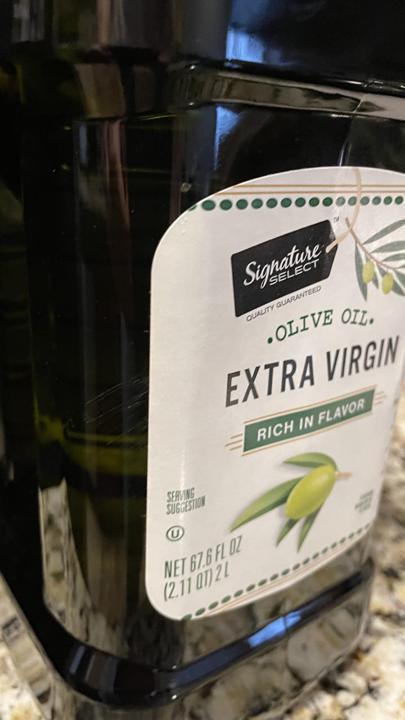 Signature
SELECT
TM
QUALITY GUARANTEED
•OLIVE OIL•
EXTRA VIRGIN
RICH IN FLAVOR
SERVING
SUGGESTION
U
NET 67.6 FL OZ
(2.11 QT) 2 L